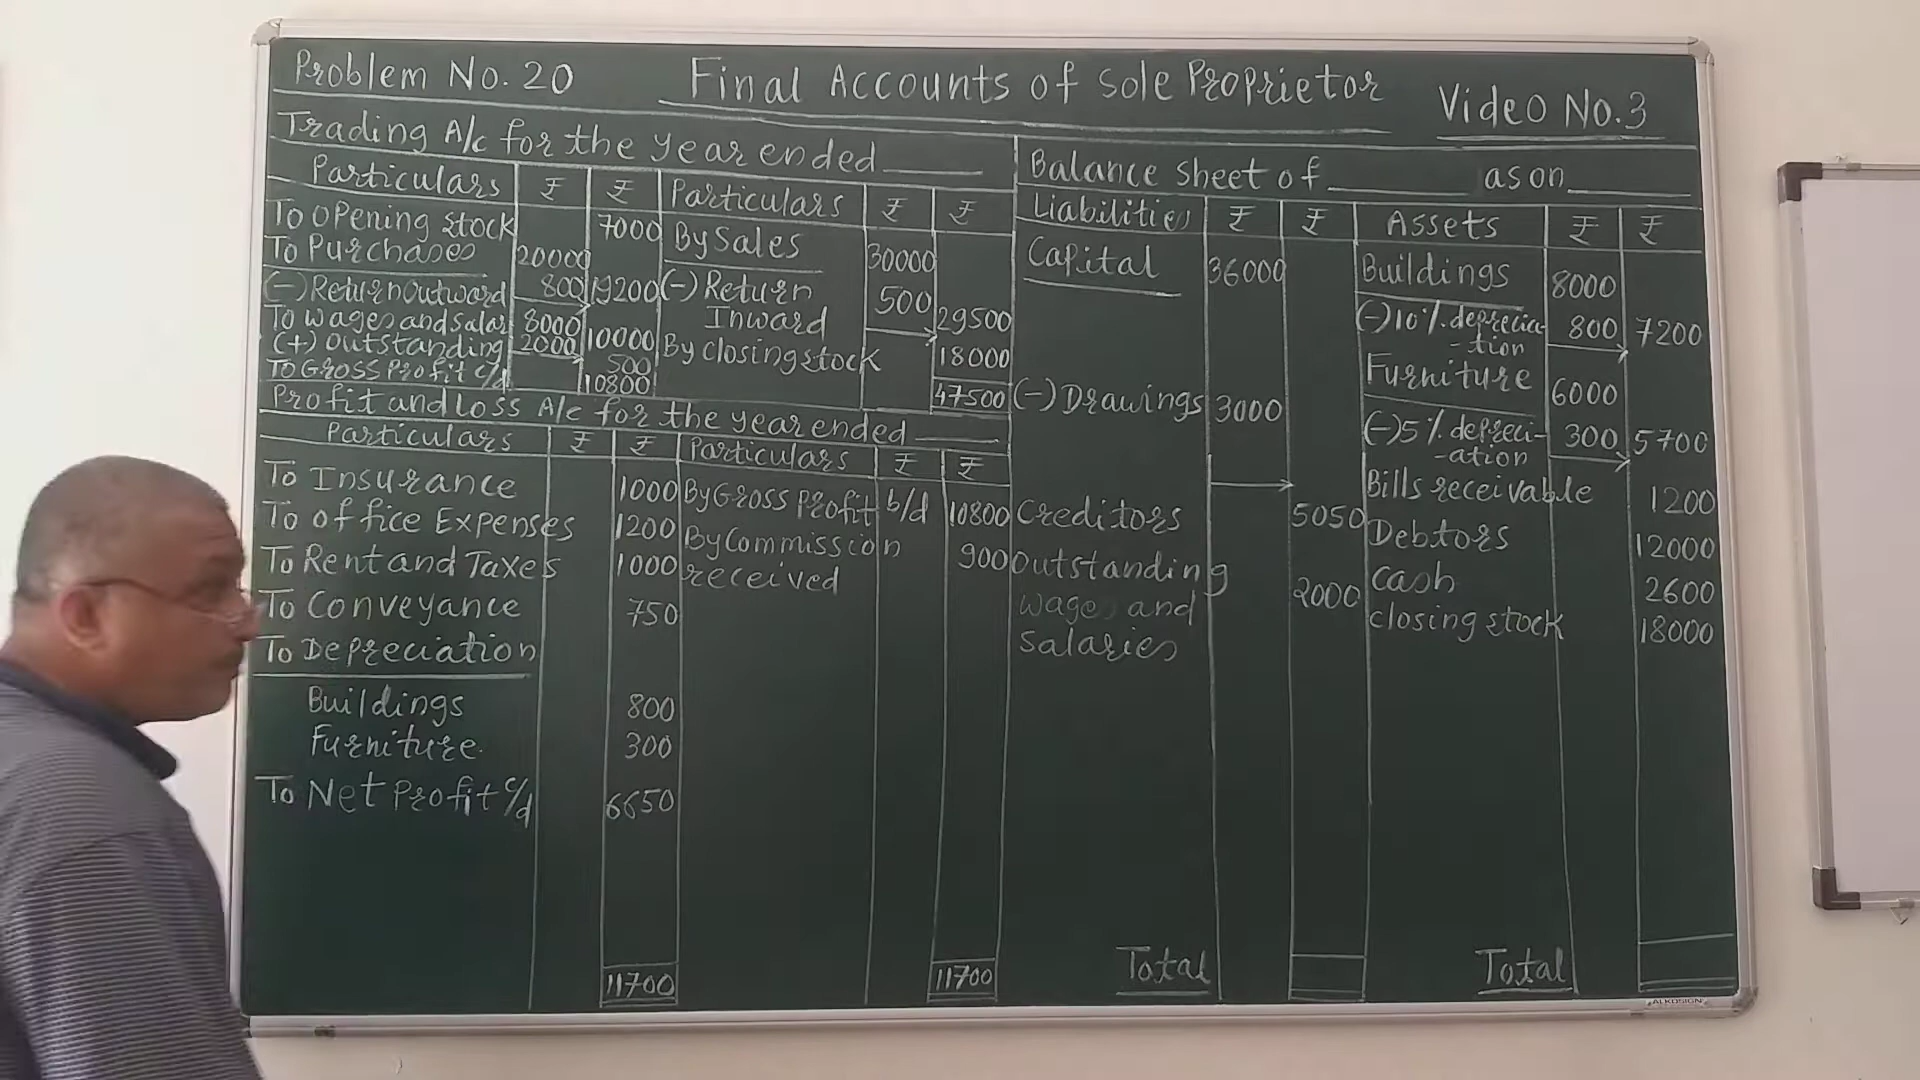 Problem No. 20 Final Accounts of Sole Proprietor Video No.3
Trading A/c for the year ended
Particulars ₹ ₹ Particulars ₹ ₹
To Opening Stock 7000 By Sales 30000
To Purchases 20000
(-) Return outward 800 19200 (-) Return 500 29500
Inward
To wages and salar 8000
(+) outstanding 2000 10000 By closing stock 18000
500
To Gross Profit c/d 10800 47500
Profit and loss A/c for the year ended
Particulars ₹ ₹ Particulars ₹ ₹
To Insurance 1000 By Gross Profit b/d 10800
To office Expenses 1200 By Commission 900
To Rent and Taxes 1000 received
To Conveyance 750
To Depreciation
Buildings 800
Furniture 300
To Net Profit c/d 6650
11700 11700
Balance sheet of as on
Liabilities ₹ ₹ Assets ₹ ₹
Capital 36000 Buildings 8000
(-)10% deprecia- 800 7200
-tion
Furniture 6000
(-) Drawings 3000 (-)5% depreci- 300 5700
-ation
Bills receivable 1200
Creditors 5050 Debtors 12000
Outstanding 2000 Cash 2600
wages and closing stock 18000
salaries
Total Total
ALKOSIGN